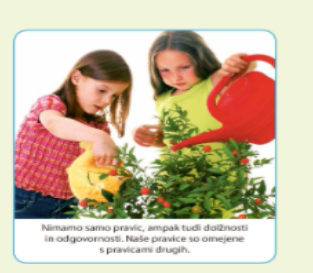 Nimamo samo pravic, ampak tudi dolžnosti
in odgovornosti. Naše pravice so omejene
s pravicami drugih.